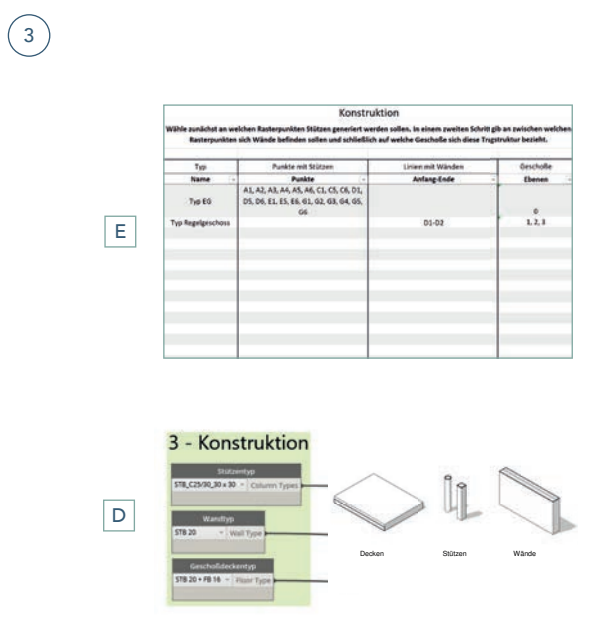 3
Konstruktion
Wähle zunächst an welchen Rasterpunkten Stützen generiert werden sollen. In einem zweiten Schritt gib an zwischen welchen
Rasterpunkten sich Wände befinden sollen und schließlich auf welche Geschoße sich diese Tragstruktur bezieht.
Typ Punkte mit Stützen Linien mit Wänden Geschoße
Name Punkte Anfang-Ende Ebenen
A1, A2, A3, A4, A5, A6, C1, C5, C6, D1,
Typ EG D5, D6, E1, E5, E6, G1, G2, G3, G4, G5,
G6 0
Typ Regelgeschoss D1-D2 1, 2, 3
E
3 - Konstruktion
Stützentyp
STB_C25/30_30 x 30 Column Types
Wandtyp
STB 20 Wall Type
Geschoßdeckentyp
STB 20 + FB 16 Floor Type
D
Decken Stützen Wände